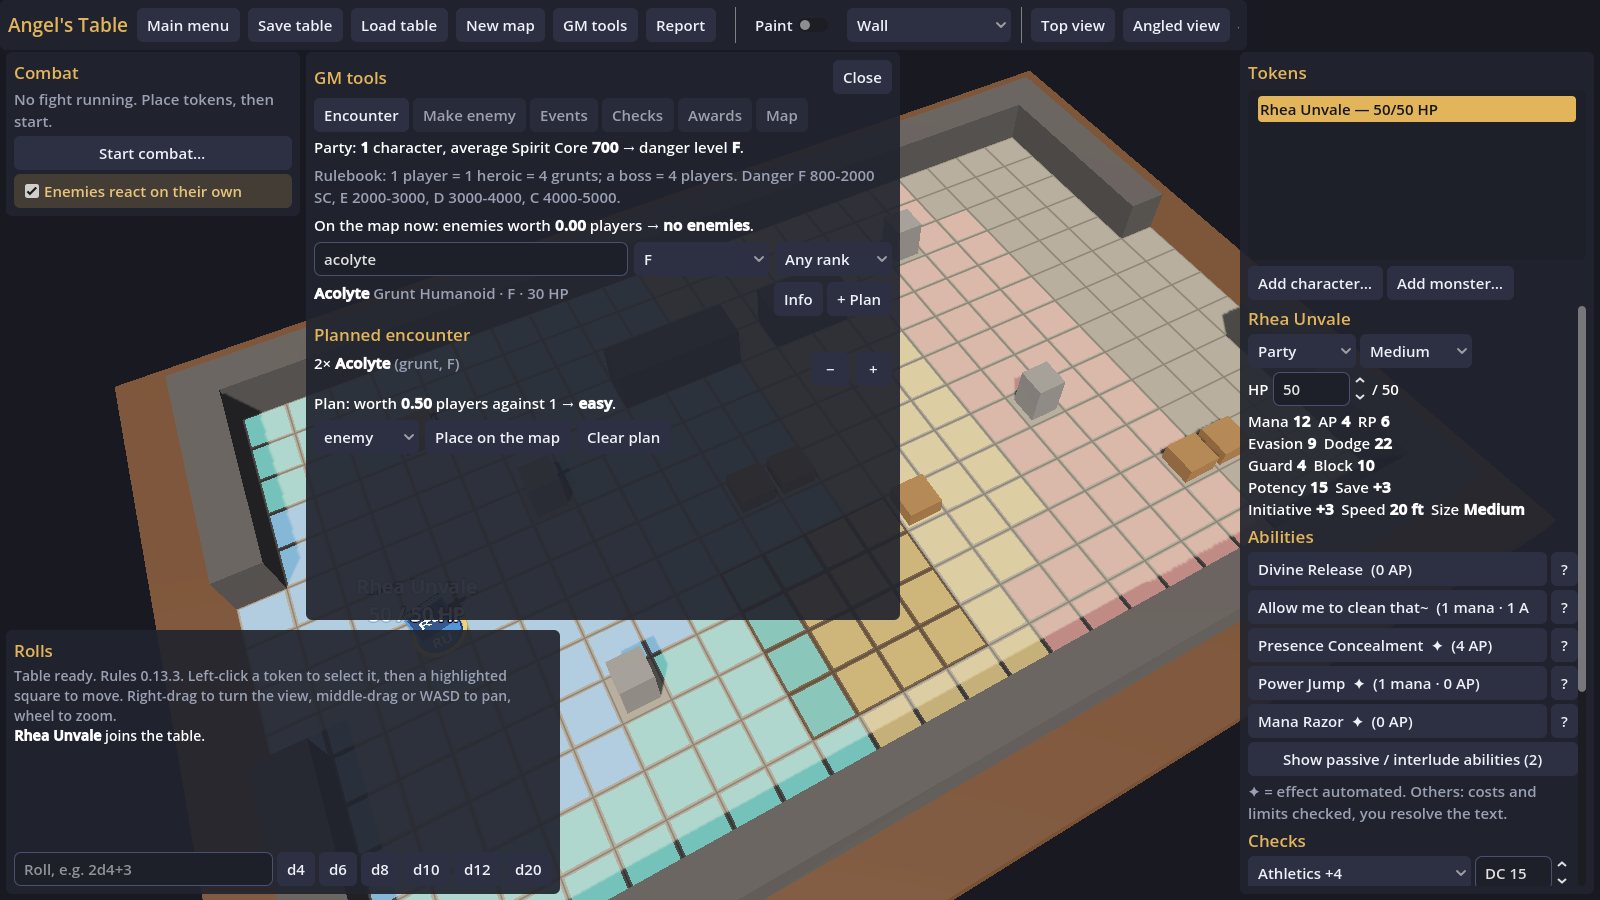 Angel's Table
Main menu
Save table
Load table
New map
GM tools
Report
Paint
Wall
Top view
Angled view
Combat
No fight running. Place tokens, then
start.
Start combat...
Enemies react on their own
GM tools
Close
Encounter
Make enemy
Events
Checks
Awards
Map
Party: 1 character, average Spirit Core 700 → danger level F.
Rulebook: 1 player = 1 heroic = 4 grunts; a boss = 4 players. Danger F 800-2000
SC, E 2000-3000, D 3000-4000, C 4000-5000.
On the map now: enemies worth 0.00 players → no enemies.
acolyte
F
Any rank
Acolyte Grunt Humanoid · F · 30 HP
Info
+ Plan
Planned encounter
2× Acolyte (grunt, F)
−
+
Plan: worth 0.50 players against 1 → easy.
enemy
Place on the map
Clear plan
Rhea Unvale
50 / 50 HP
RU
Rolls
Table ready. Rules 0.13.3. Left-click a token to select it, then a highlighted
square to move. Right-drag to turn the view, middle-drag or WASD to pan,
wheel to zoom.
Rhea Unvale joins the table.
Roll, e.g. 2d4+3
d4
d6
d8
d10
d12
d20
Tokens
Rhea Unvale — 50/50 HP
Add character...
Add monster...
Rhea Unvale
Party
Medium
HP 50 / 50
Mana 12 AP 4 RP 6
Evasion 9 Dodge 22
Guard 4 Block 10
Potency 15 Save +3
Initiative +3 Speed 20 ft Size Medium
Abilities
Divine Release (0 AP)
?
Allow me to clean that~ (1 mana · 1 A
?
Presence Concealment ✦ (4 AP)
?
Power Jump ✦ (1 mana · 0 AP)
?
Mana Razor ✦ (0 AP)
?
Show passive / interlude abilities (2)
✦ = effect automated. Others: costs and
limits checked, you resolve the text.
Checks
Athletics +4
DC 15